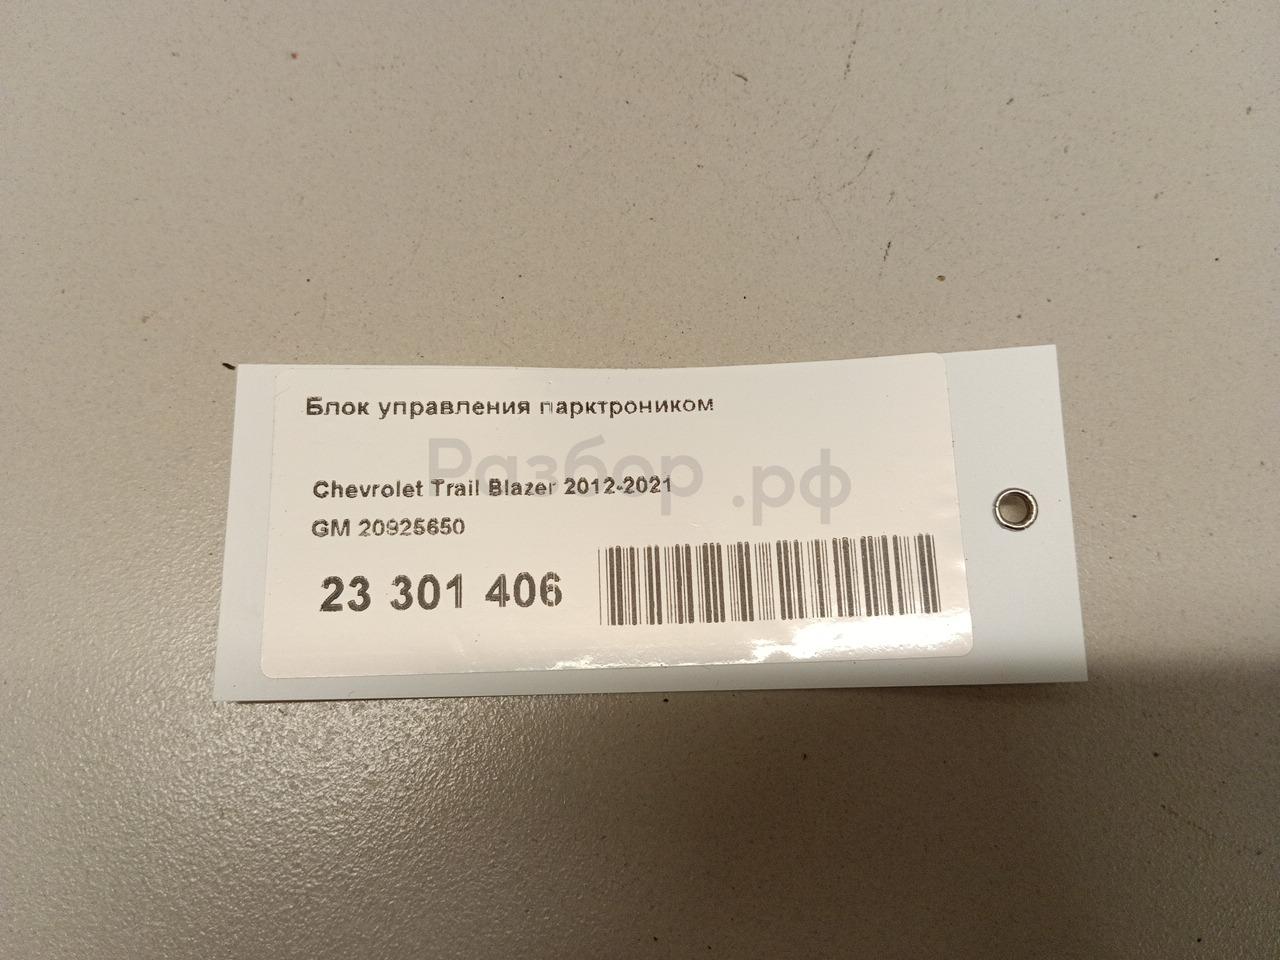 Блок управления парктроником
Разбор.рф
Chevrolet Trail Blazer 2012-2021
GM 20925650
23 301 406